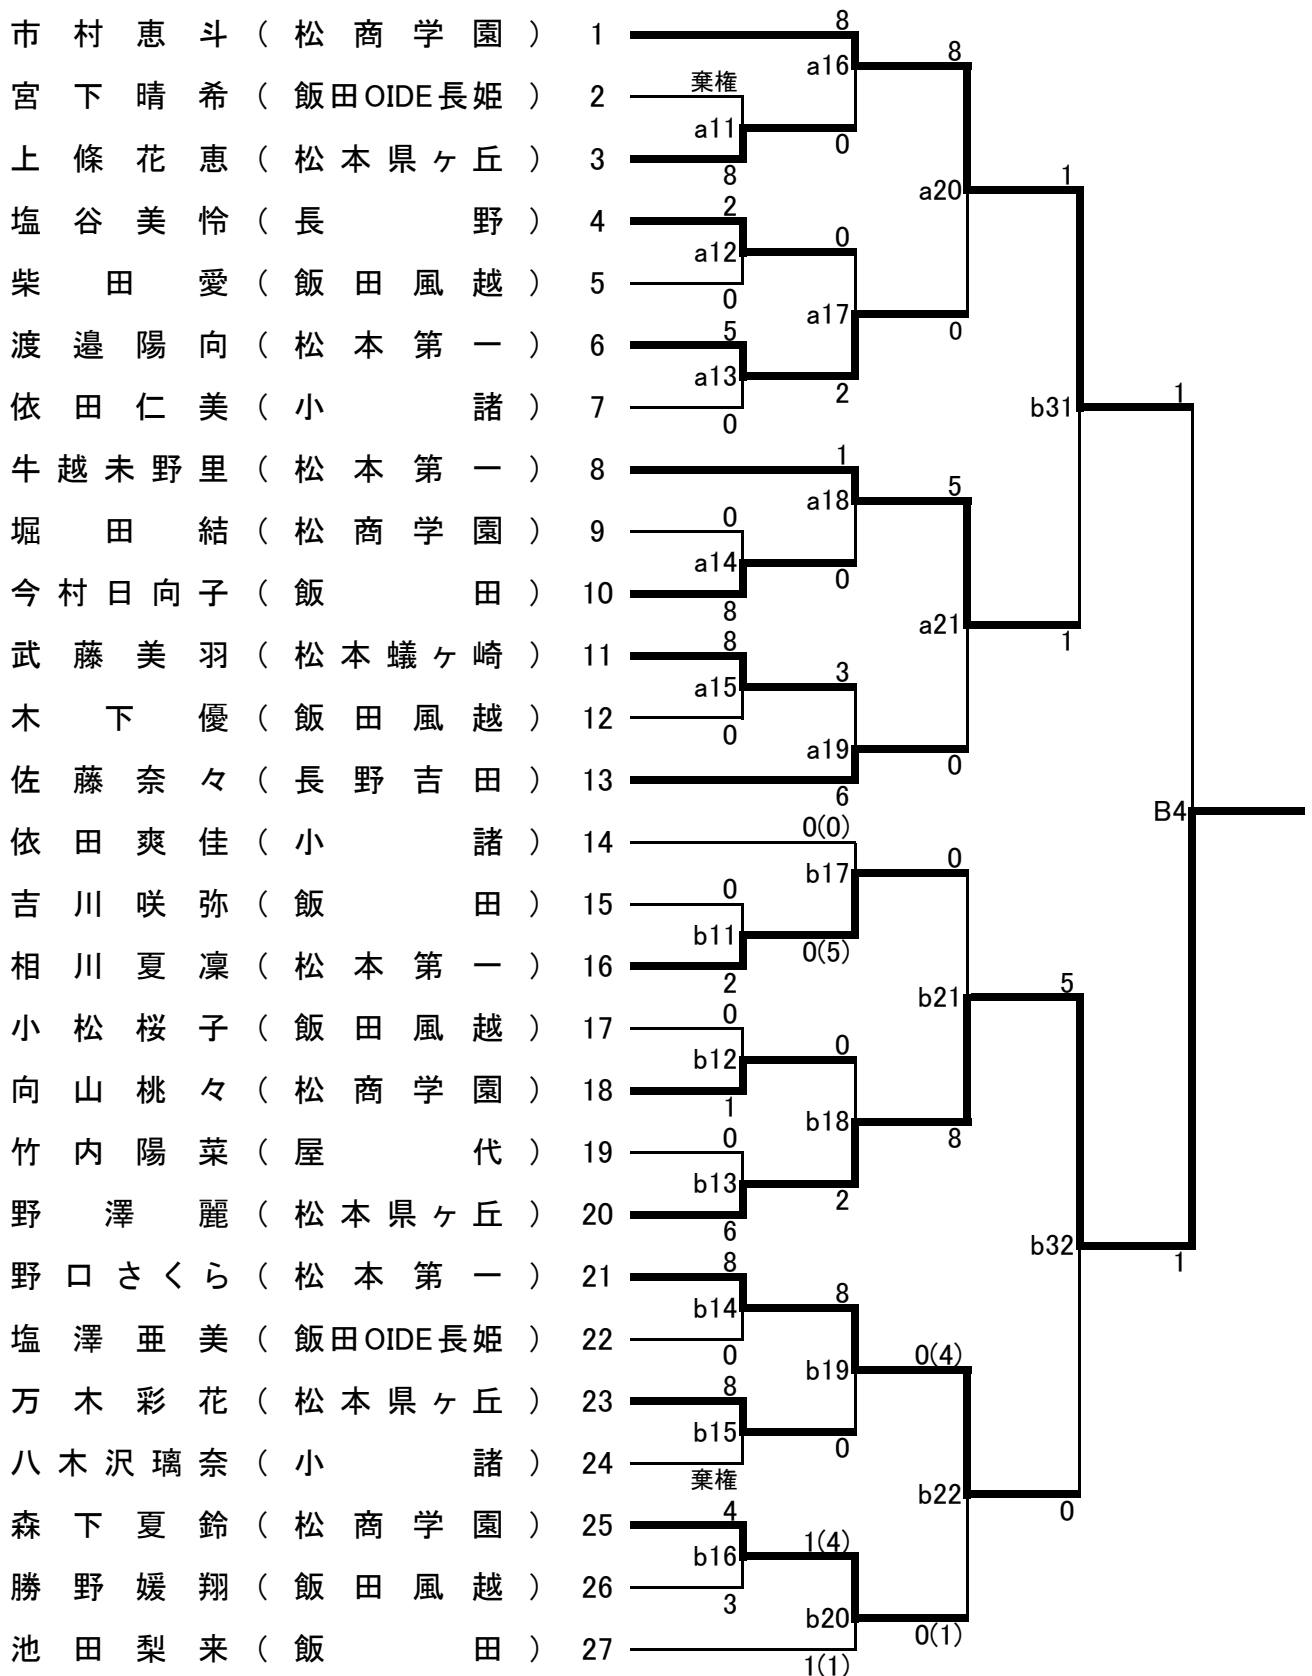 市村恵斗(松商学園) 1
8
a16
8
宮下晴希(飯田OIDE長姫) 2
棄権
a11
0
上條花恵(松本県ヶ丘) 3
8
a20
1
塩谷美怜(長野) 4
2
a12
0
柴田愛(飯田風越) 5
0
a17
0
渡邉陽向(松本第一) 6
5
a13
2
依田仁美(小諸) 7
0
b31
1
牛越未野里(松本第一) 8
1
a18
5
堀田結(松商学園) 9
0
a14
0
今村日向子(飯田) 10
8
a21
1
武藤美羽(松本蟻ヶ崎) 11
8
a15
3
木下優(飯田風越) 12
0
a19
0
佐藤奈々(長野吉田) 13
6
B4
依田爽佳(小諸) 14
0(0)
b17
0
吉川咲弥(飯田) 15
0
b11
0(5)
相川夏凜(松本第一) 16
2
b21
5
小松桜子(飯田風越) 17
0
b12
0
向山桃々(松商学園) 18
1
b18
8
竹内陽菜(屋代) 19
0
b13
2
野澤麗(松本県ヶ丘) 20
6
b32
1
野口さくら(松本第一) 21
8
b14
8
塩澤亜美(飯田OIDE長姫) 22
0
b19
0(4)
万木彩花(松本県ヶ丘) 23
8
b15
0
八木沢璃奈(小諸) 24
棄権
b22
0
森下夏鈴(松商学園) 25
4
b16
1(4)
勝野媛翔(飯田風越) 26
3
b20
0(1)
池田梨来(飯田) 27
1(1)